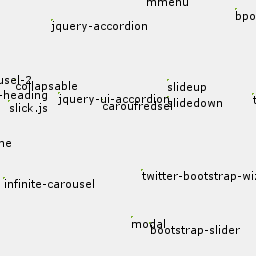 mmenu
bpo
jquery-accordion
usel-2
collapsable
slideup
-heading
jquery-ui-accordion
slick.js
caroufredsel
slidedown
ne
infinite-carousel
twitter-bootstrap-wiz
modal
bootstrap-slider